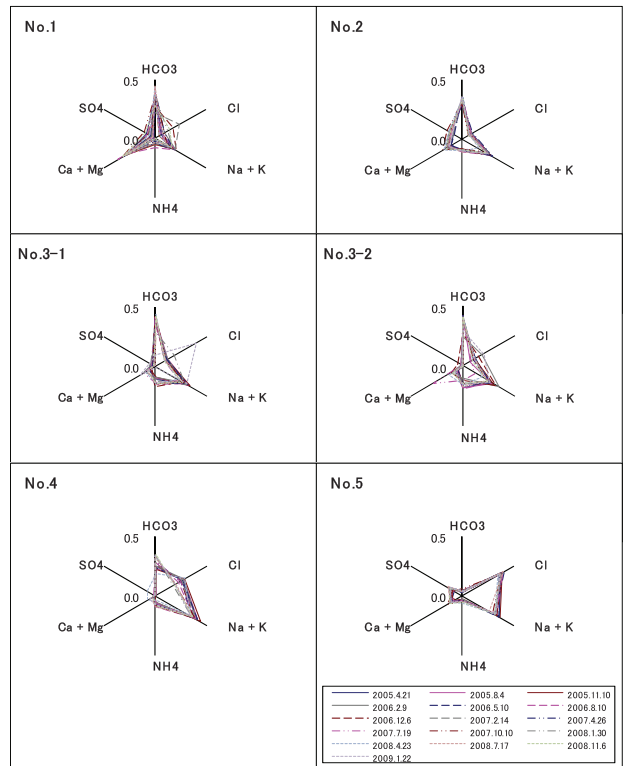 No.1
HCO3
0.5
SO4
Cl
0.0
Ca + Mg
Na + K
NH4
No.2
HCO3
0.5
SO4
Cl
0.0
Ca + Mg
Na + K
NH4
No.3-1
HCO3
0.5
SO4
Cl
0.0
Ca + Mg
Na + K
NH4
No.3-2
HCO3
0.5
SO4
Cl
0.0
Ca + Mg
Na + K
NH4
No.4
HCO3
0.5
SO4
Cl
0.0
Ca + Mg
Na + K
NH4
No.5
HCO3
0.5
SO4
Cl
0.0
Ca + Mg
Na + K
NH4
2005.4.21 2005.8.4 2005.11.10
2006.2.9 2006.5.10 2006.8.10
2006.12.6 2007.2.14 2007.4.26
2007.7.19 2007.10.10 2008.1.30
2008.4.23 2008.7.17 2008.11.6
2009.1.22